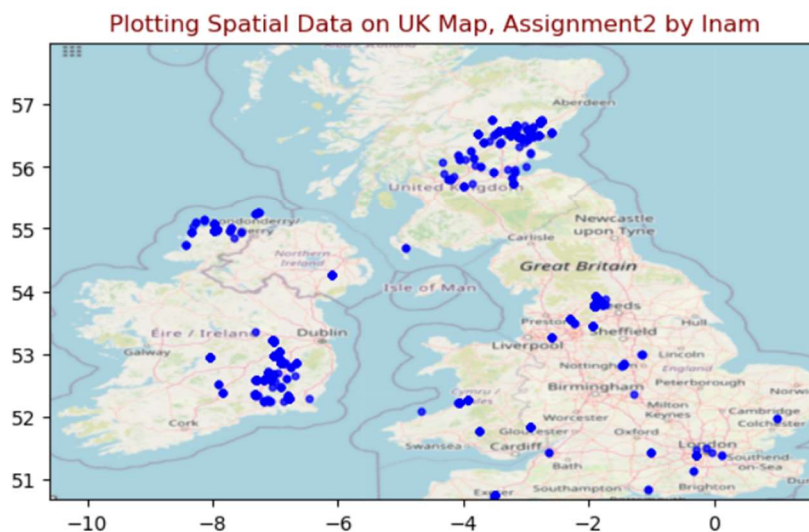 Plotting Spatial Data on UK Map, Assignment2 by Inam
57
Aberdeen
56
United Kingdom
55
Newcastle
upon Tyne
Carlisle
Northern
Ireland
Great Britain
54
Isle of Man
Preston
Hull
Éire / Ireland
Dublin
Sheffield
Liverpool
53
Galway
Lincoln
Nottingham
England
Peterborough
Birmingham
Cymru /
52
Worcester
Milton
Keynes
Cambridge
Cork
Gloucester
Oxford
Colchester
Swansea
Cardiff
London
Southend
-on-Sea
51
Bath
Southampton
Brighton
Exeter
−10
−8
−6
−4
−2
0